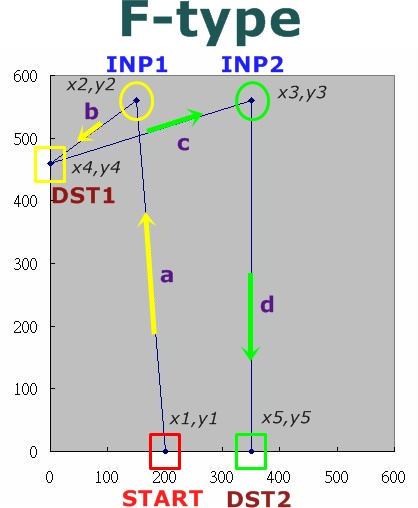 F-type
INP1 INP2
600
x2,y2
x3,y3
b
500
c
x4,y4
DST1
400
300
a
d
200
100
x1,y1
x5,y5
0
0 100 200 300 400 500 600
START DST2